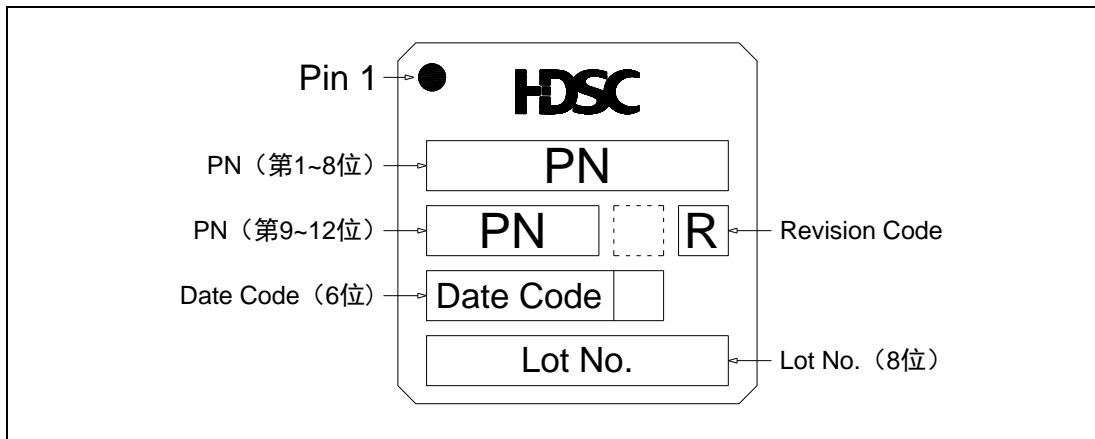 Pin 1
HDSC
PN（第1~8位）
PN
PN（第9~12位）
PN
R
Revision Code
Date Code（6位）
Date Code
Lot No.
Lot No.（8位）